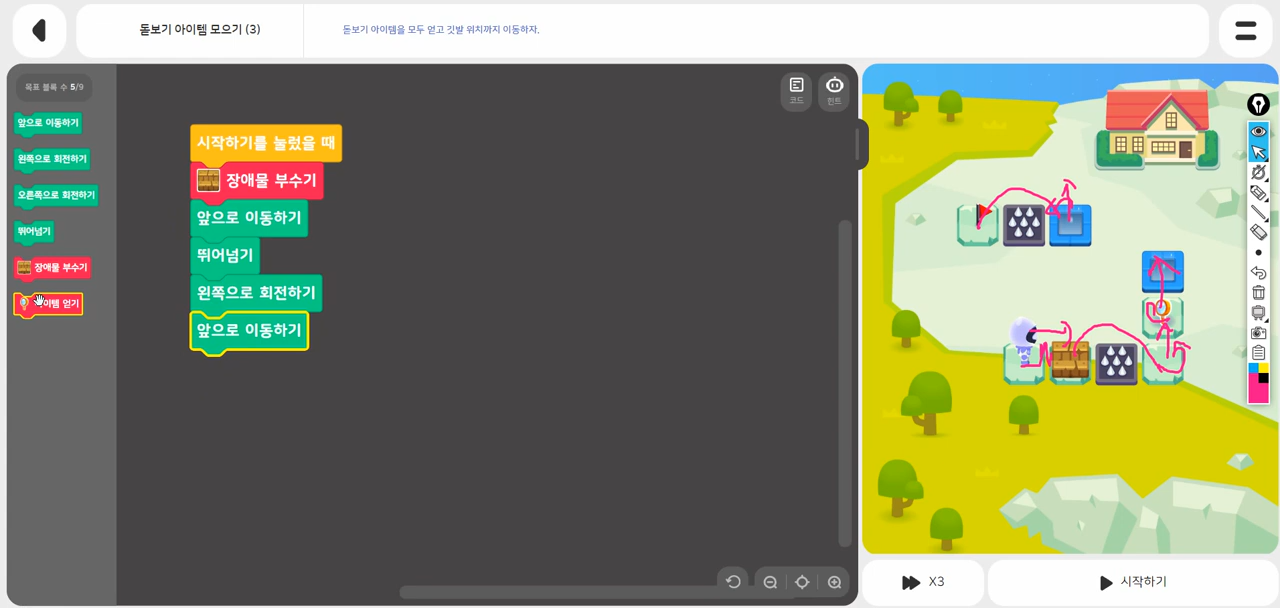 돋보기 아이템 모으기 (3)
돋보기 아이템을 모두 얻고 깃발 위치까지 이동하자.
목표 블록 수 5/9
앞으로 이동하기
왼쪽으로 회전하기
오른쪽으로 회전하기
뛰어넘기
장애물 부수기
얻기
시작하기를 눌렀을 때
장애물 부수기
앞으로 이동하기
뛰어넘기
왼쪽으로 회전하기
앞으로 이동하기
코드
힌트
X3
시작하기